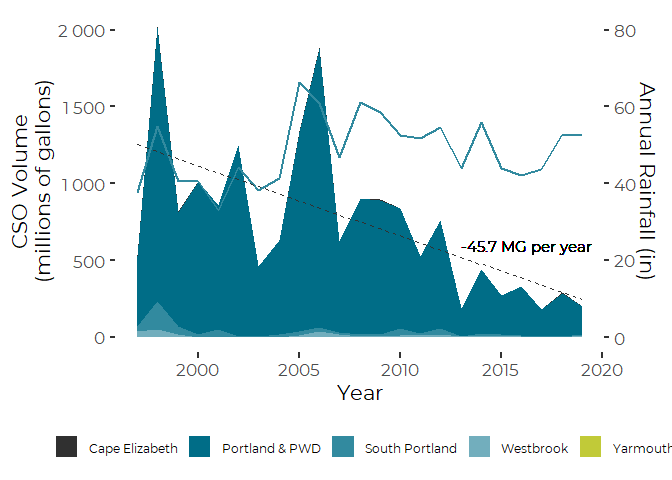 CSO Volume
(millions of gallons)
2 000
1 500
1 000
500
0
80
60
40
20
0
Annual Rainfall (in)
-45.7 MG per year
2000
2005
2010
2015
2020
Year
Cape Elizabeth
Portland & PWD
South Portland
Westbrook
Yarmouth